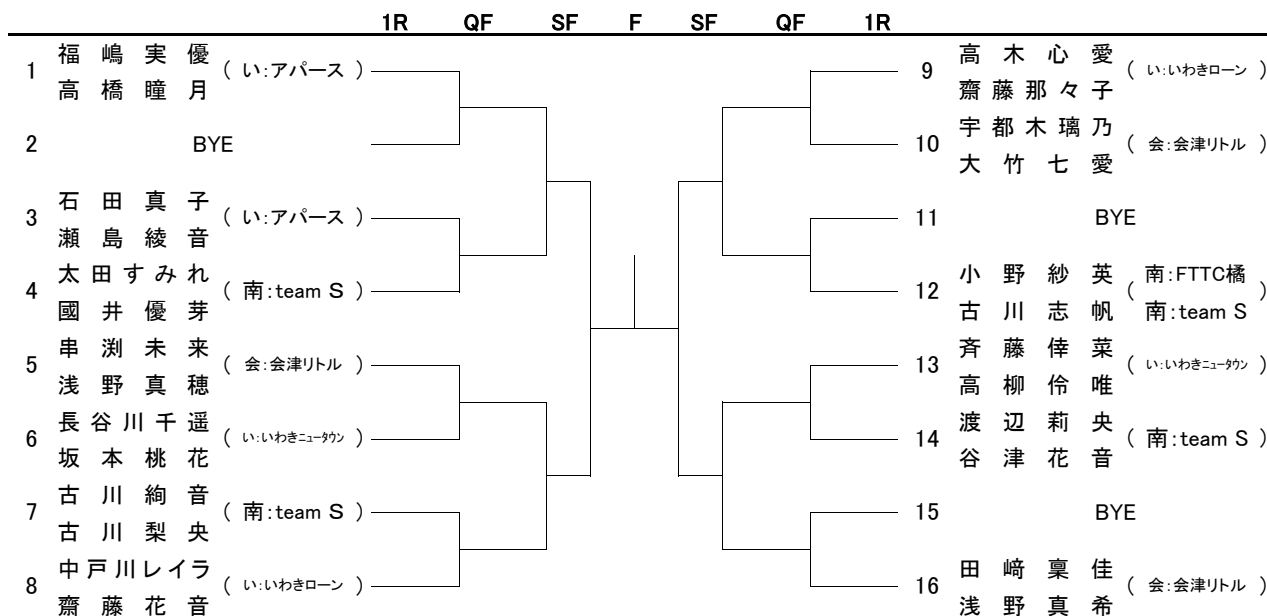 1R QF SF F SF QF 1R
1 福嶋実優 高橋瞳月 ( い:アパース )
2 BYE
3 石田真子 瀬島綾音 ( い:アパース )
4 太田すみれ 國井優芽 ( 南:team S )
5 串渕未来 浅野真穂 ( 会:会津リトル )
6 長谷川千遥 坂本桃花 ( い:いわきニュータウン )
7 古川絢音 古川梨央 ( 南:team S )
8 中戸川レイラ 齋藤花音 ( い:いわきローン )
9 高木心愛 齋藤那々子 ( い:いわきローン )
10 宇都木璃乃 大竹七愛 ( 会:会津リトル )
11 BYE
12 小野紗英 古川志帆 ( 南:FTTC橘 南:team S )
13 斉藤倖菜 高柳伶唯 ( い:いわきニュータウン )
14 渡辺莉央 谷津花音 ( 南:team S )
15 BYE
16 田﨑稟佳 浅野真希 ( 会:会津リトル )